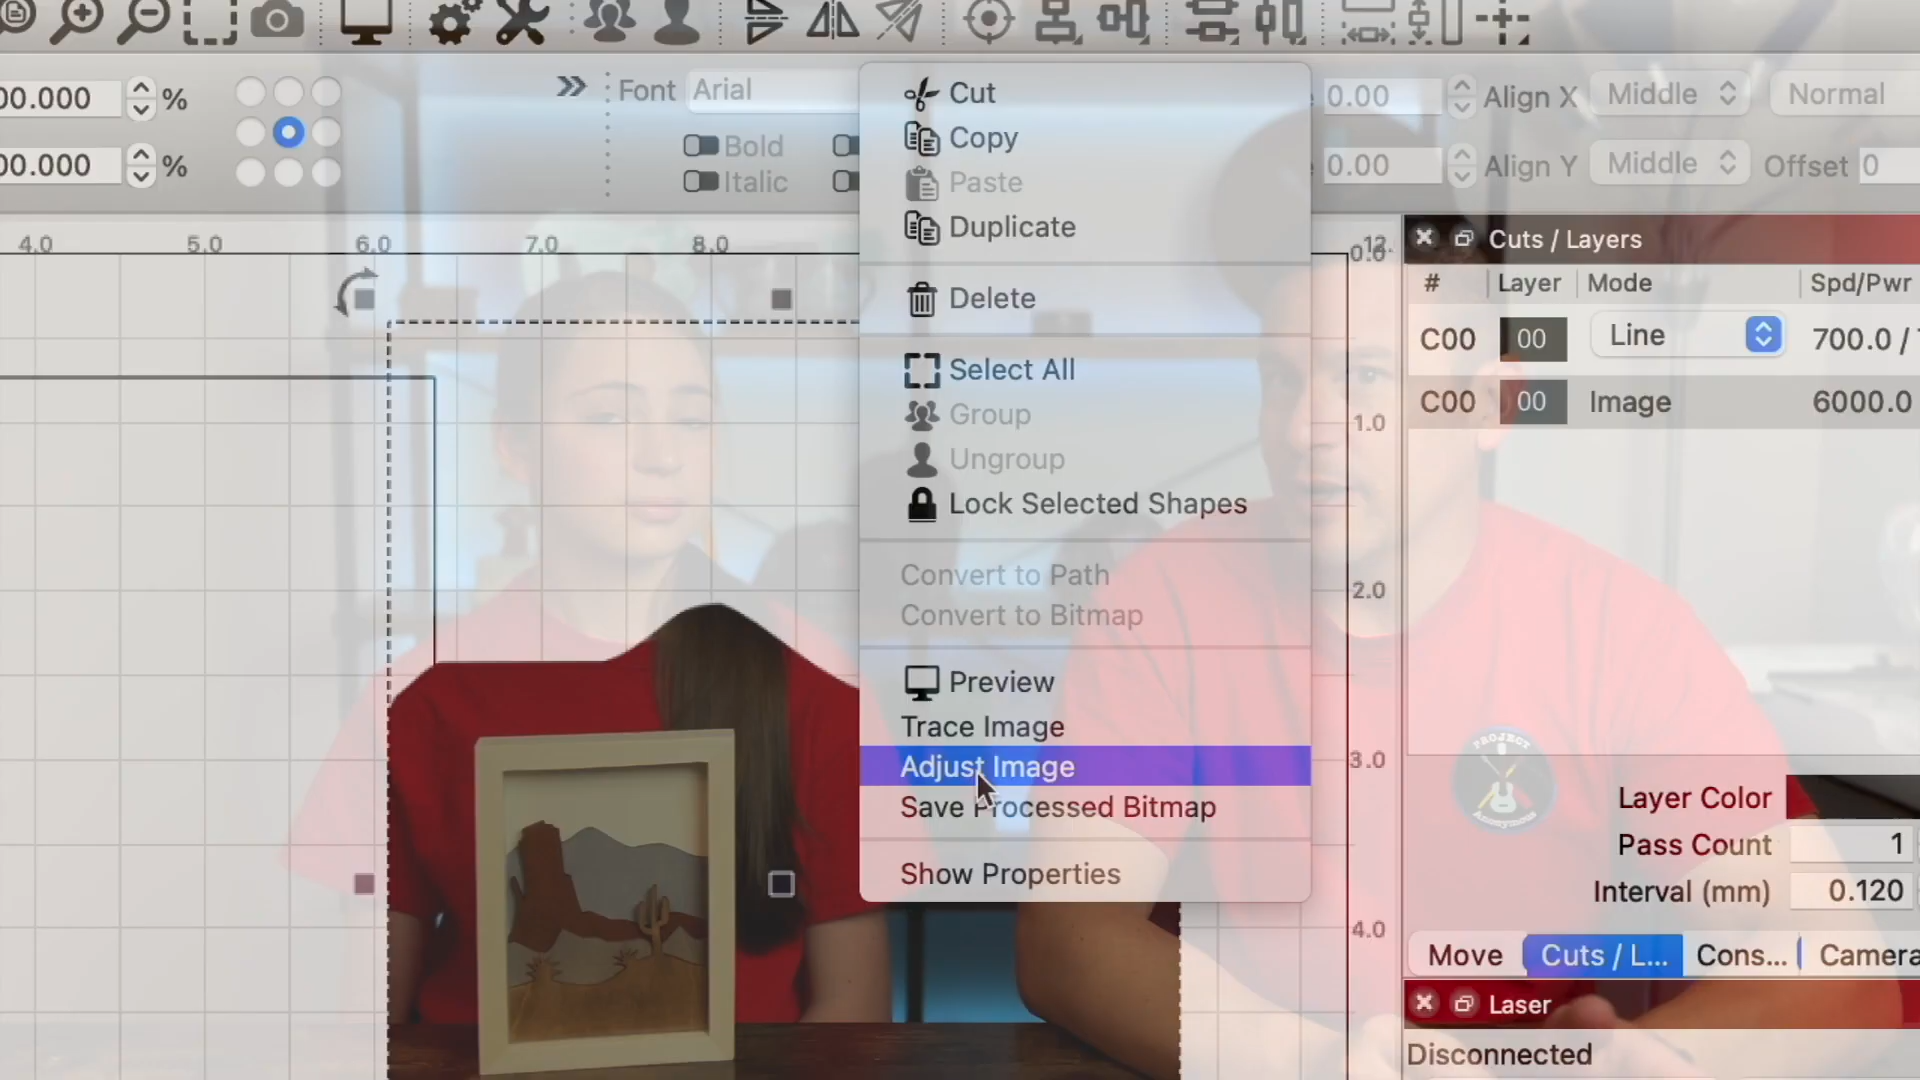 00.000 %
00.000 %
Font Arial
Bold
Italic
0.00 Align X Middle Normal
0.00 Align Y Middle Offset 0
4.0 5.0 6.0 7.0 8.0
0.0
1.0
2.0
3.0
4.0
Cut
Copy
Paste
Duplicate
Delete
Select All
Group
Ungroup
Lock Selected Shapes
Convert to Path
Convert to Bitmap
Preview
Trace Image
Adjust Image
Save Processed Bitmap
Show Properties
Cuts / Layers
# Layer Mode Spd/Pwr
C00 00 Line 700.0 /
C00 00 Image 6000.0
PROJECT
Anonymous
Layer Color
Pass Count 1
Interval (mm) 0.120
Move Cuts / L... Cons... Camera
Laser
Disconnected